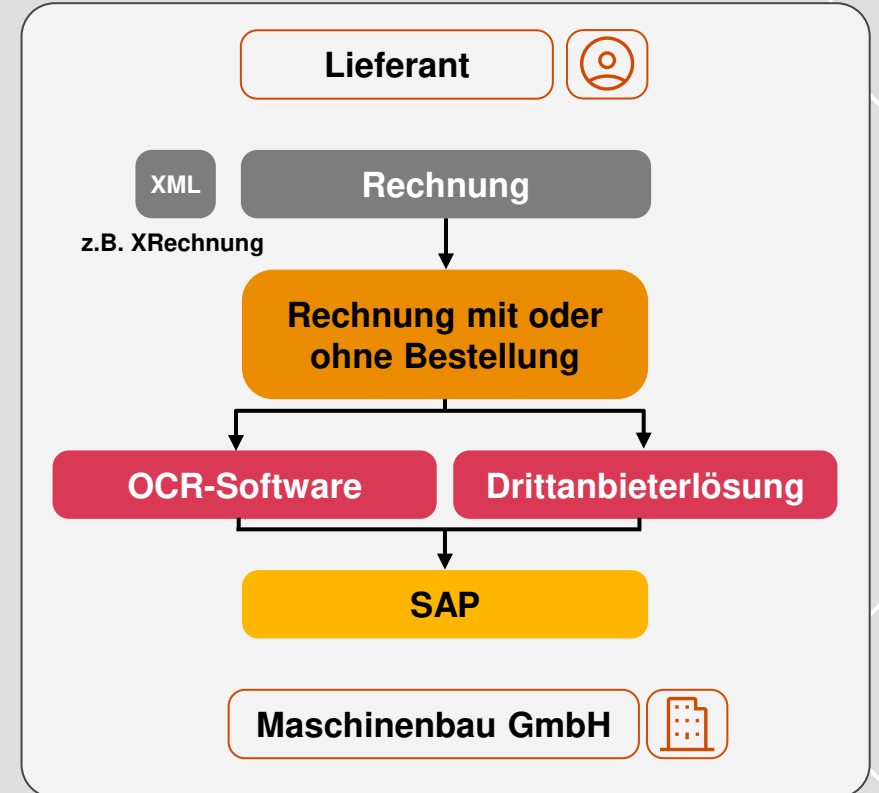 Lieferant
XML
Rechnung
z.B. XRechnung
Rechnung mit oder
ohne Bestellung
OCR-Software
Drittanbieterlösung
SAP
Maschinenbau GmbH